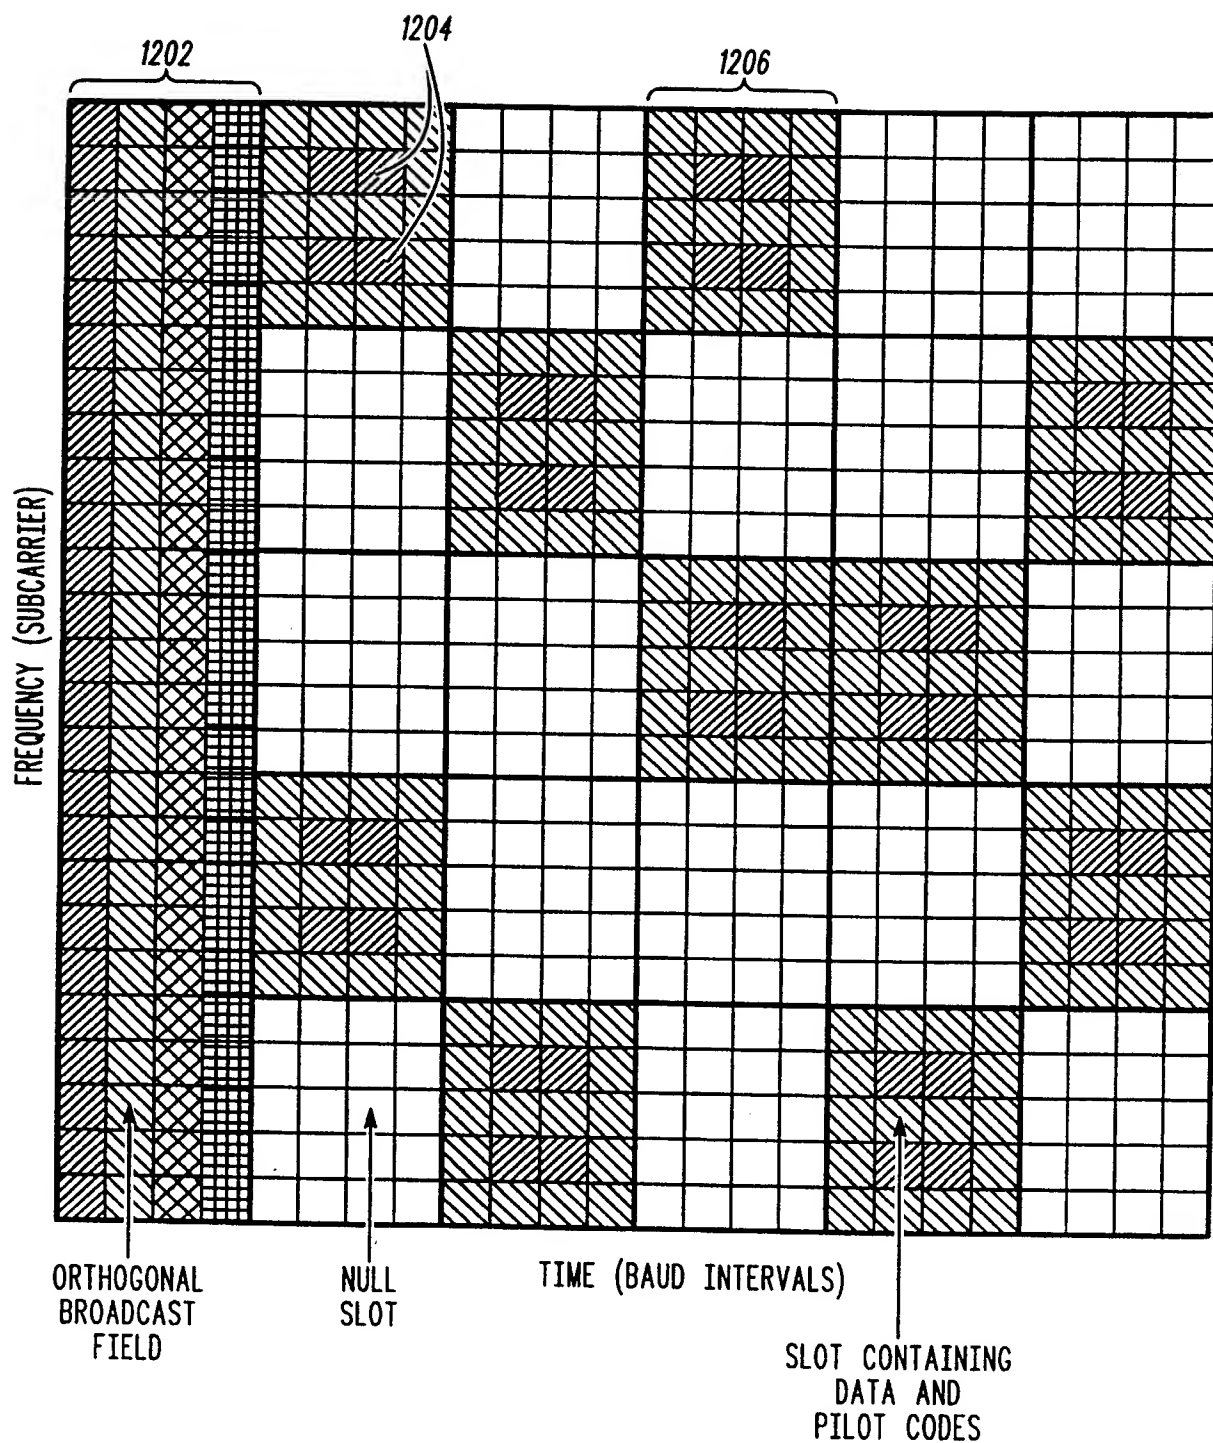 1204
1202
1206
FREQUENCY (SUBCARRIER)
TIME (BAUD INTERVALS)
ORTHOGONAL
BROADCAST
FIELD
NULL
SLOT
SLOT CONTAINING
DATA AND
PILOT CODES